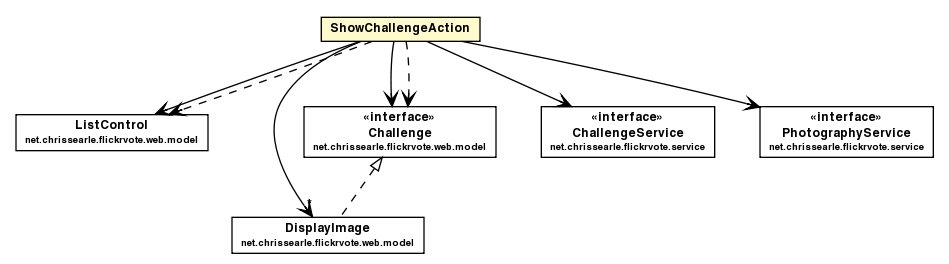 ShowChallengeAction
ListControl
net.chrissearle.flickrvote.web.model
«interface»
Challenge
net.chrissearle.flickrvote.web.model
«interface»
ChallengeService
net.chrissearle.flickrvote.service
«interface»
PhotographyService
net.chrissearle.flickrvote.service
*
DisplayImage
net.chrissearle.flickrvote.web.model